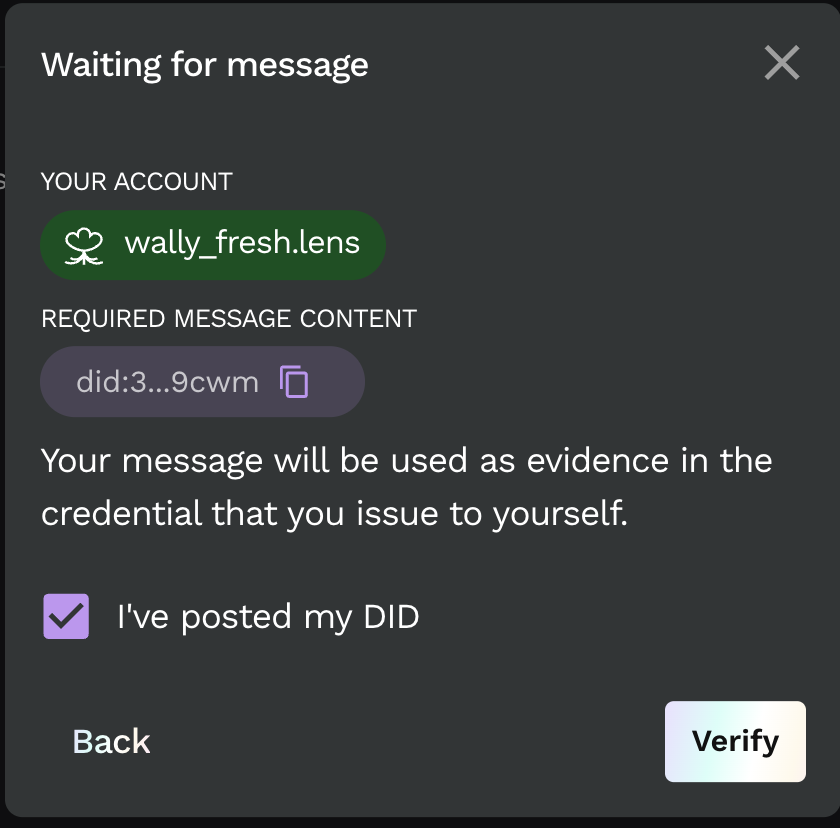 Waiting for message
YOUR ACCOUNT
wally_fresh.lens
REQUIRED MESSAGE CONTENT
did:3...9cwm
Your message will be used as evidence in the
credential that you issue to yourself.
I've posted my DID
Back
Verify